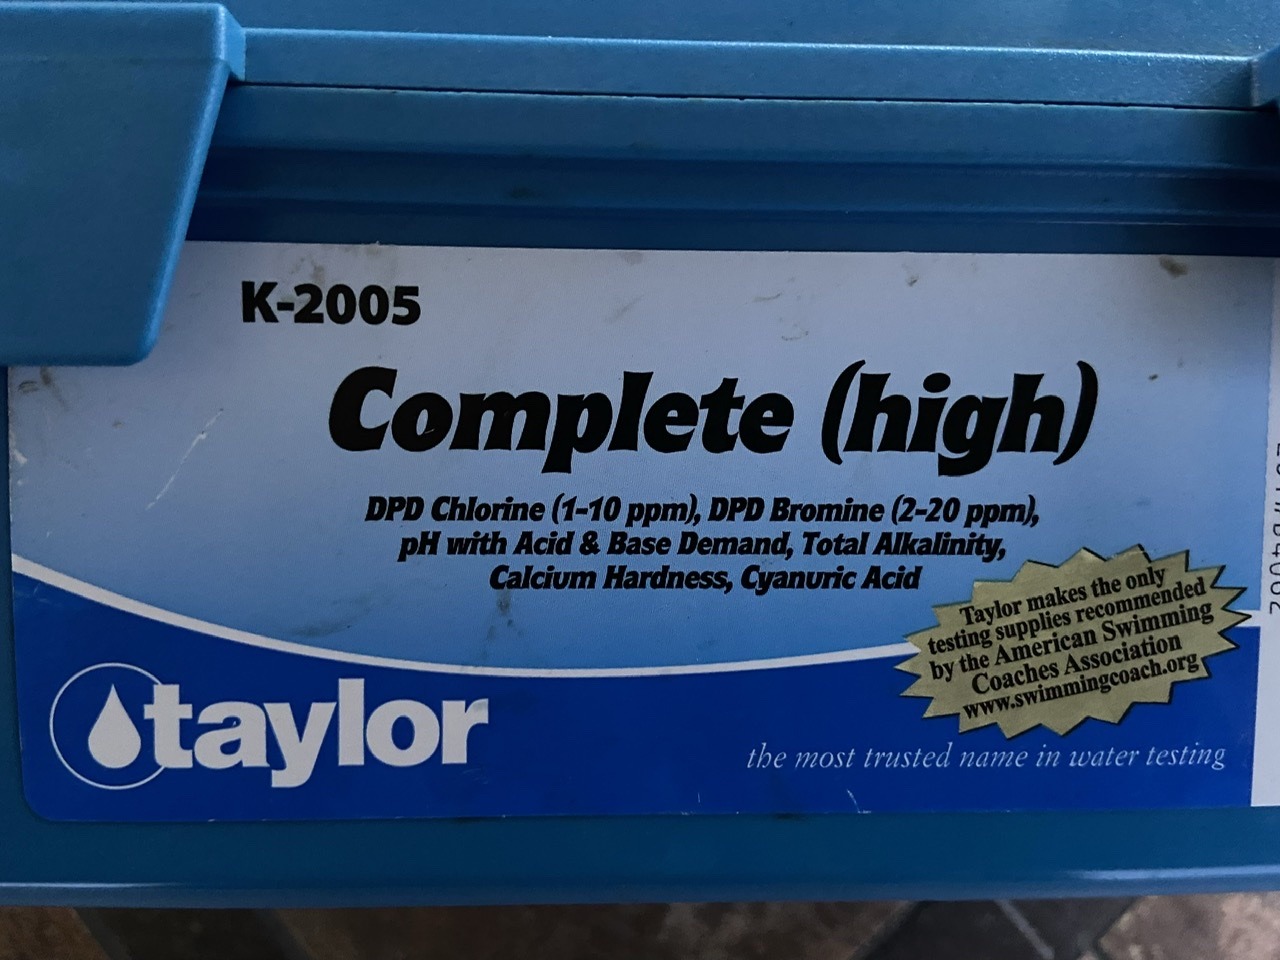 K-2005
Complete (high)
DPD Chlorine (1-10 ppm), DPD Bromine (2-20 ppm),
pH with Acid & Base Demand, Total Alkalinity,
Calcium Hardness, Cyanuric Acid
Taylor makes the only
testing supplies recommended
by the American Swimming
Coaches Association
www.swimmingcoach.org
taylor
the most trusted name in water testing